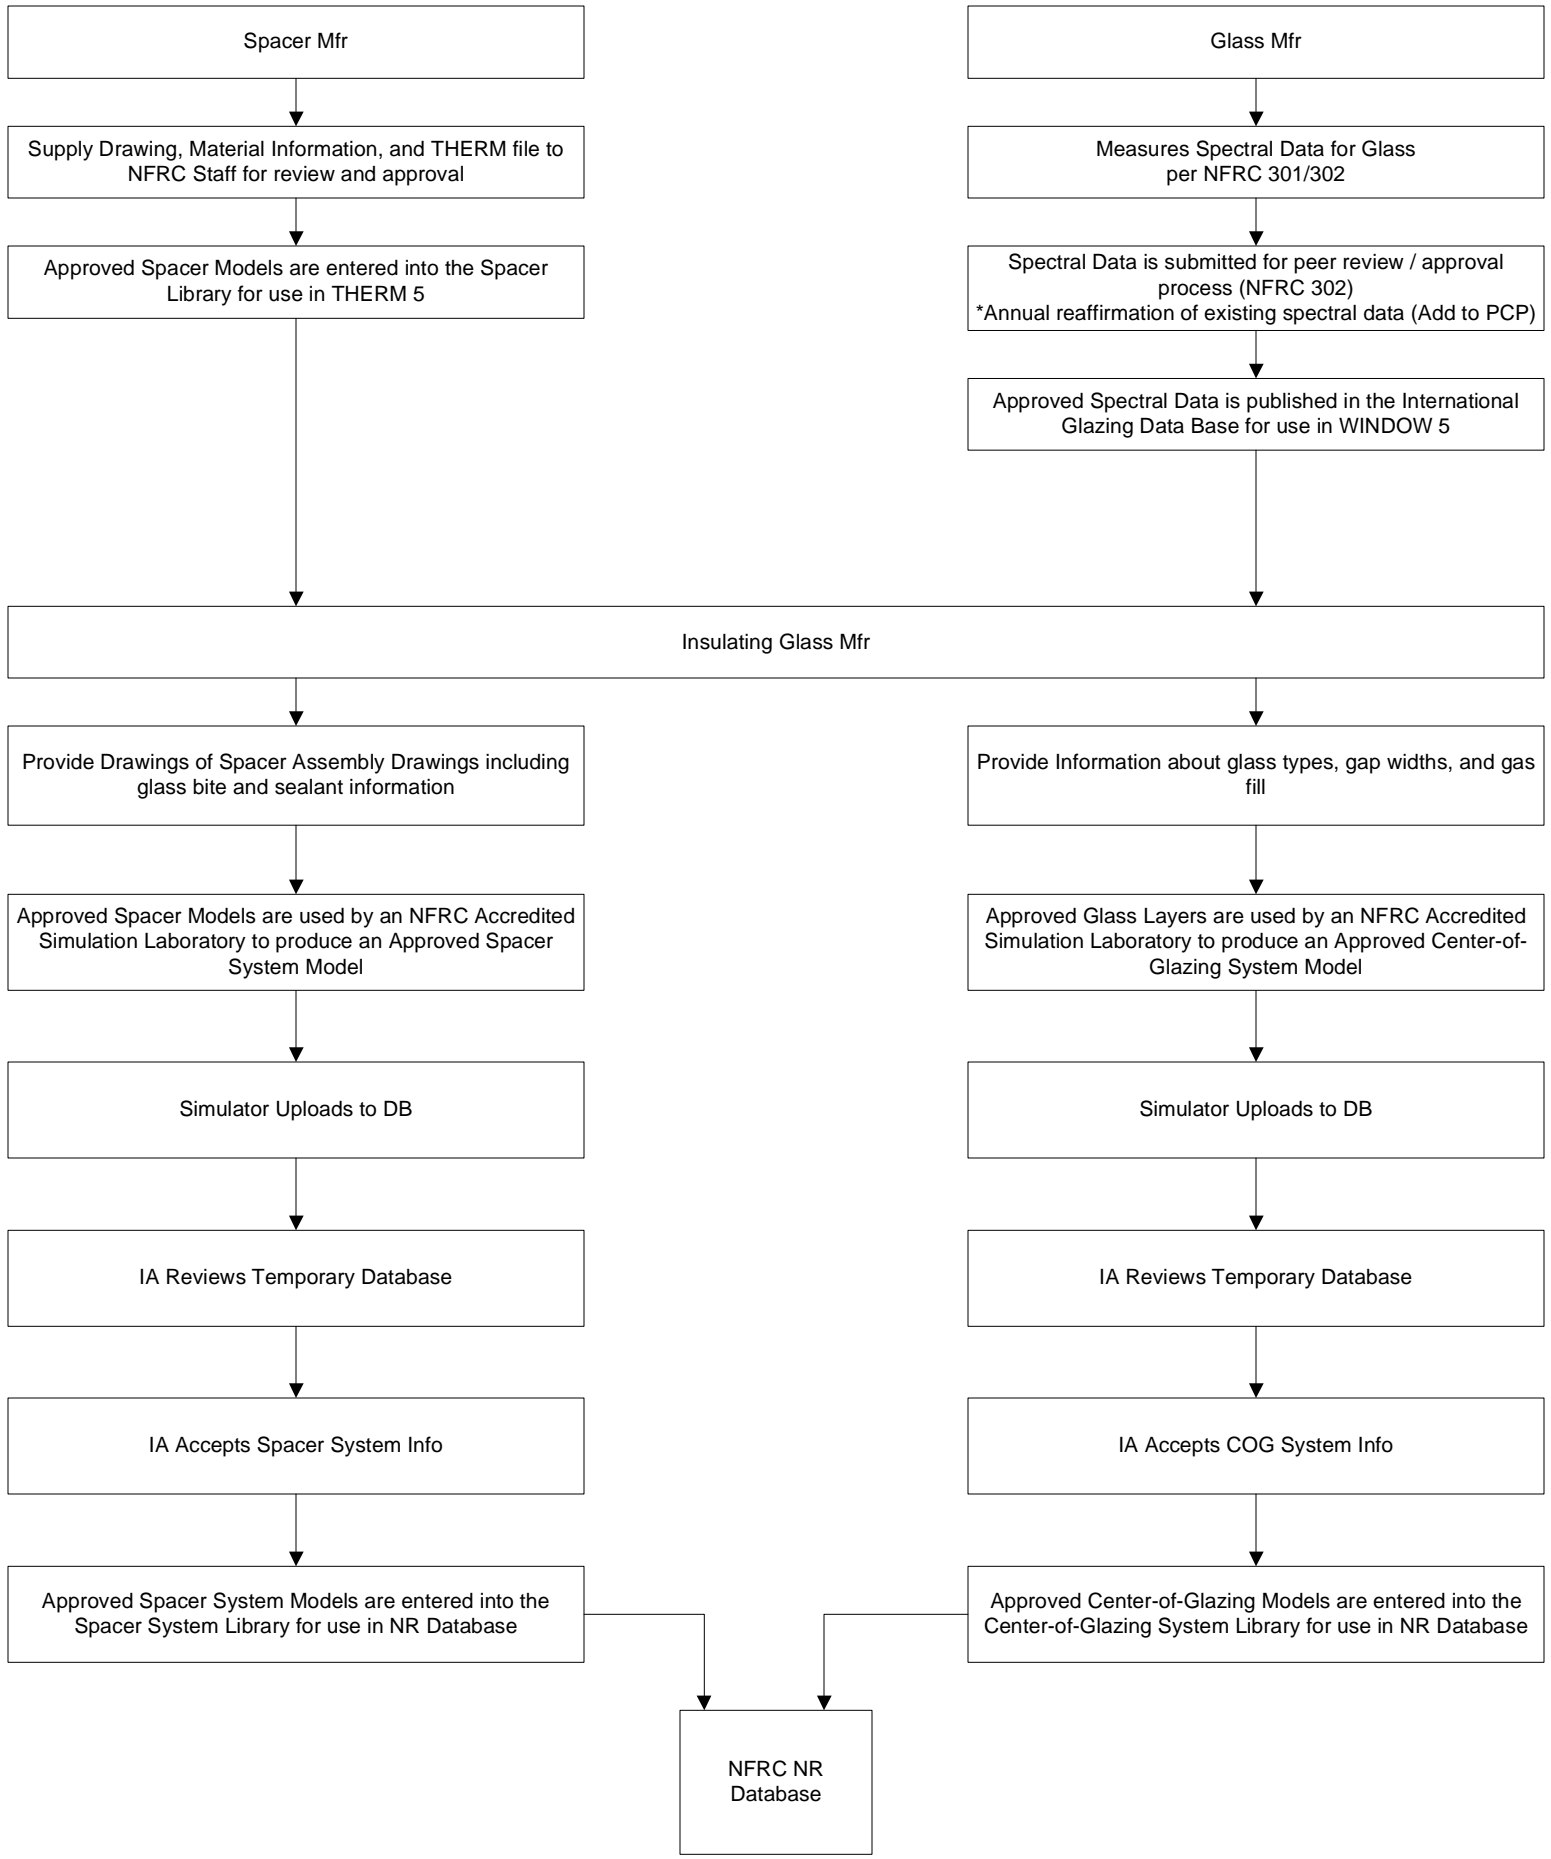 Spacer Mfr
Glass Mfr
Supply Drawing, Material Information, and THERM file to
NFRC Staff for review and approval
Measures Spectral Data for Glass
per NFRC 301/302
Approved Spacer Models are entered into the Spacer
Library for use in THERM 5
Spectral Data is submitted for peer review / approval
process (NFRC 302)
*Annual reaffirmation of existing spectral data (Add to PCP)
Approved Spectral Data is published in the International
Glazing Data Base for use in WINDOW 5
Insulating Glass Mfr
Provide Drawings of Spacer Assembly Drawings including
glass bite and sealant information
Provide Information about glass types, gap widths, and gas
fill
Approved Spacer Models are used by an NFRC Accredited
Simulation Laboratory to produce an Approved Spacer
System Model
Approved Glass Layers are used by an NFRC Accredited
Simulation Laboratory to produce an Approved Center-of-
Glazing System Model
Simulator Uploads to DB
Simulator Uploads to DB
IA Reviews Temporary Database
IA Reviews Temporary Database
IA Accepts Spacer System Info
IA Accepts COG System Info
Approved Spacer System Models are entered into the
Spacer System Library for use in NR Database
Approved Center-of-Glazing Models are entered into the
Center-of-Glazing System Library for use in NR Database
NFRC NR
Database